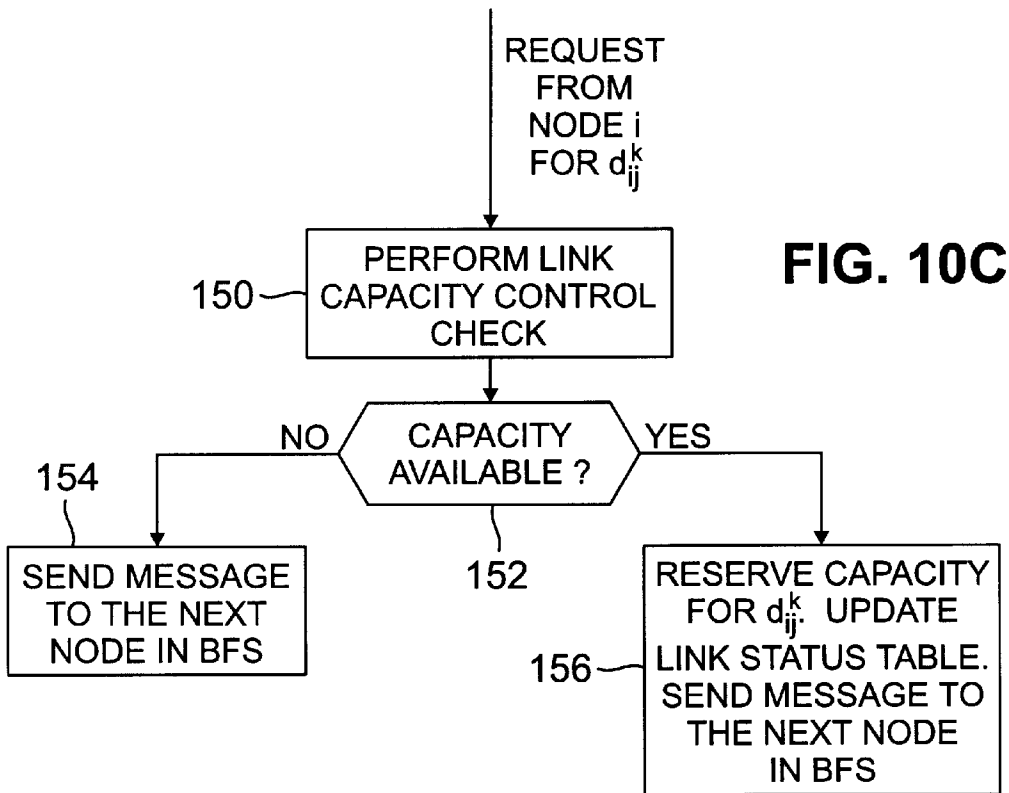 REQUEST
FROM
NODE i
FOR d_{ij}^{k}
FIG. 10C
150
PERFORM LINK
CAPACITY CONTROL
CHECK
NO
CAPACITY
AVAILABLE ?
YES
152
154
SEND MESSAGE
TO THE NEXT
NODE IN BFS
156
RESERVE CAPACITY
FOR d_{ij}^{k}. UPDATE
LINK STATUS TABLE.
SEND MESSAGE TO
THE NEXT NODE
IN BFS